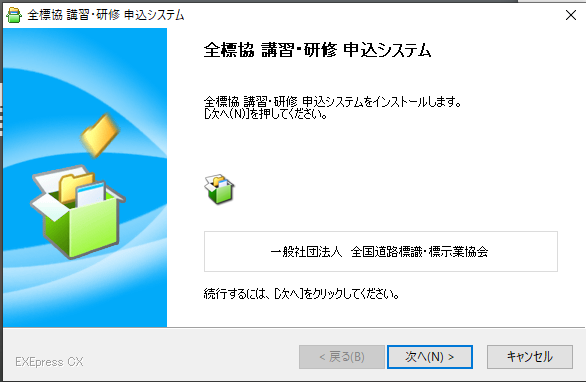 全標協 講習・研修 申込システム
全標協 講習・研修 申込システム
全標協 講習・研修 申込システムをインストールします。
[次へ(N)]を押してください。
一般社団法人　全国道路標識・標示業協会
続行するには、[次へ]をクリックしてください。
EXEpress CX
< 戻る(B)
次へ(N) >
キャンセル